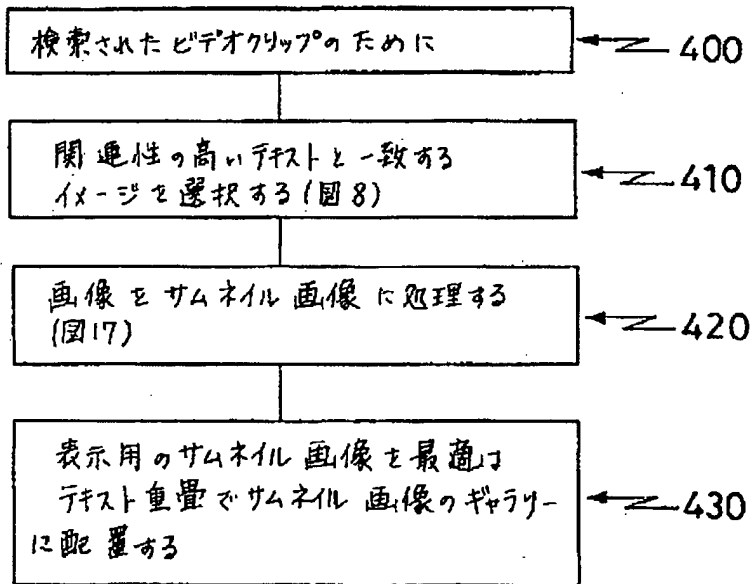 検索されたビデオクリップのために
400
関連性の高いテキストと一致する
イメージを選択する(図8)
410
画像をサムネイル画像に処理する
(図17)
420
表示用のサムネイル画像を最適は
テキスト重畳でサムネイル画像のギャラリー
に配置する
430